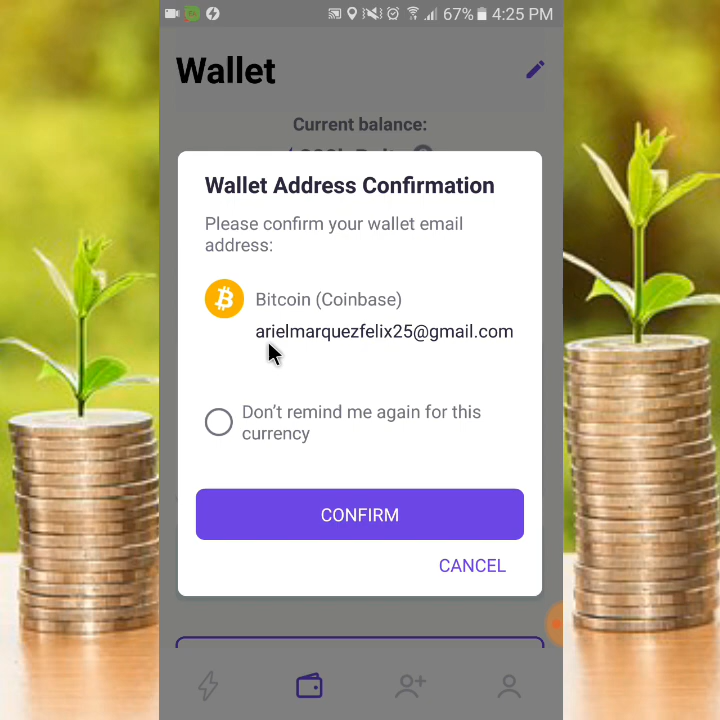 67% 4:25 PM
Wallet
Current balance:
Wallet Address Confirmation
Please confirm your wallet email
address:
Bitcoin (Coinbase)
arielmarquezfelix25@gmail.com
Don't remind me again for this
currency
CONFIRM
CANCEL